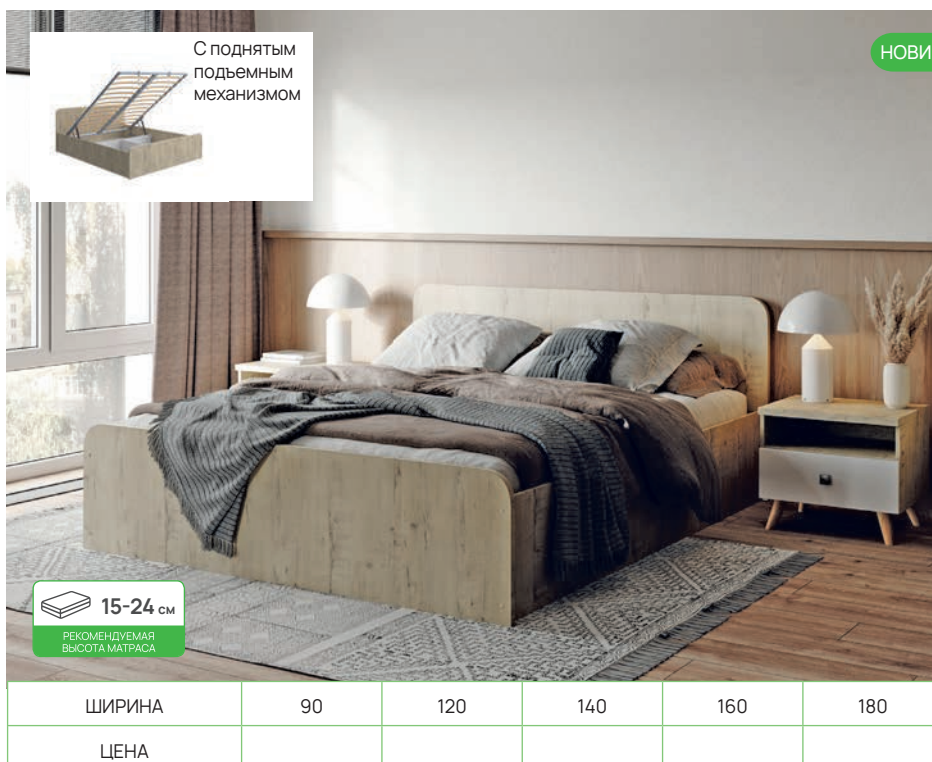 С поднятым
подъемным
механизмом
НОВИ
15-24 см
РЕКОМЕНДУЕМАЯ
ВЫСОТА МАТРАСА
ШИРИНА 90 120 140 160 180
ЦЕНА